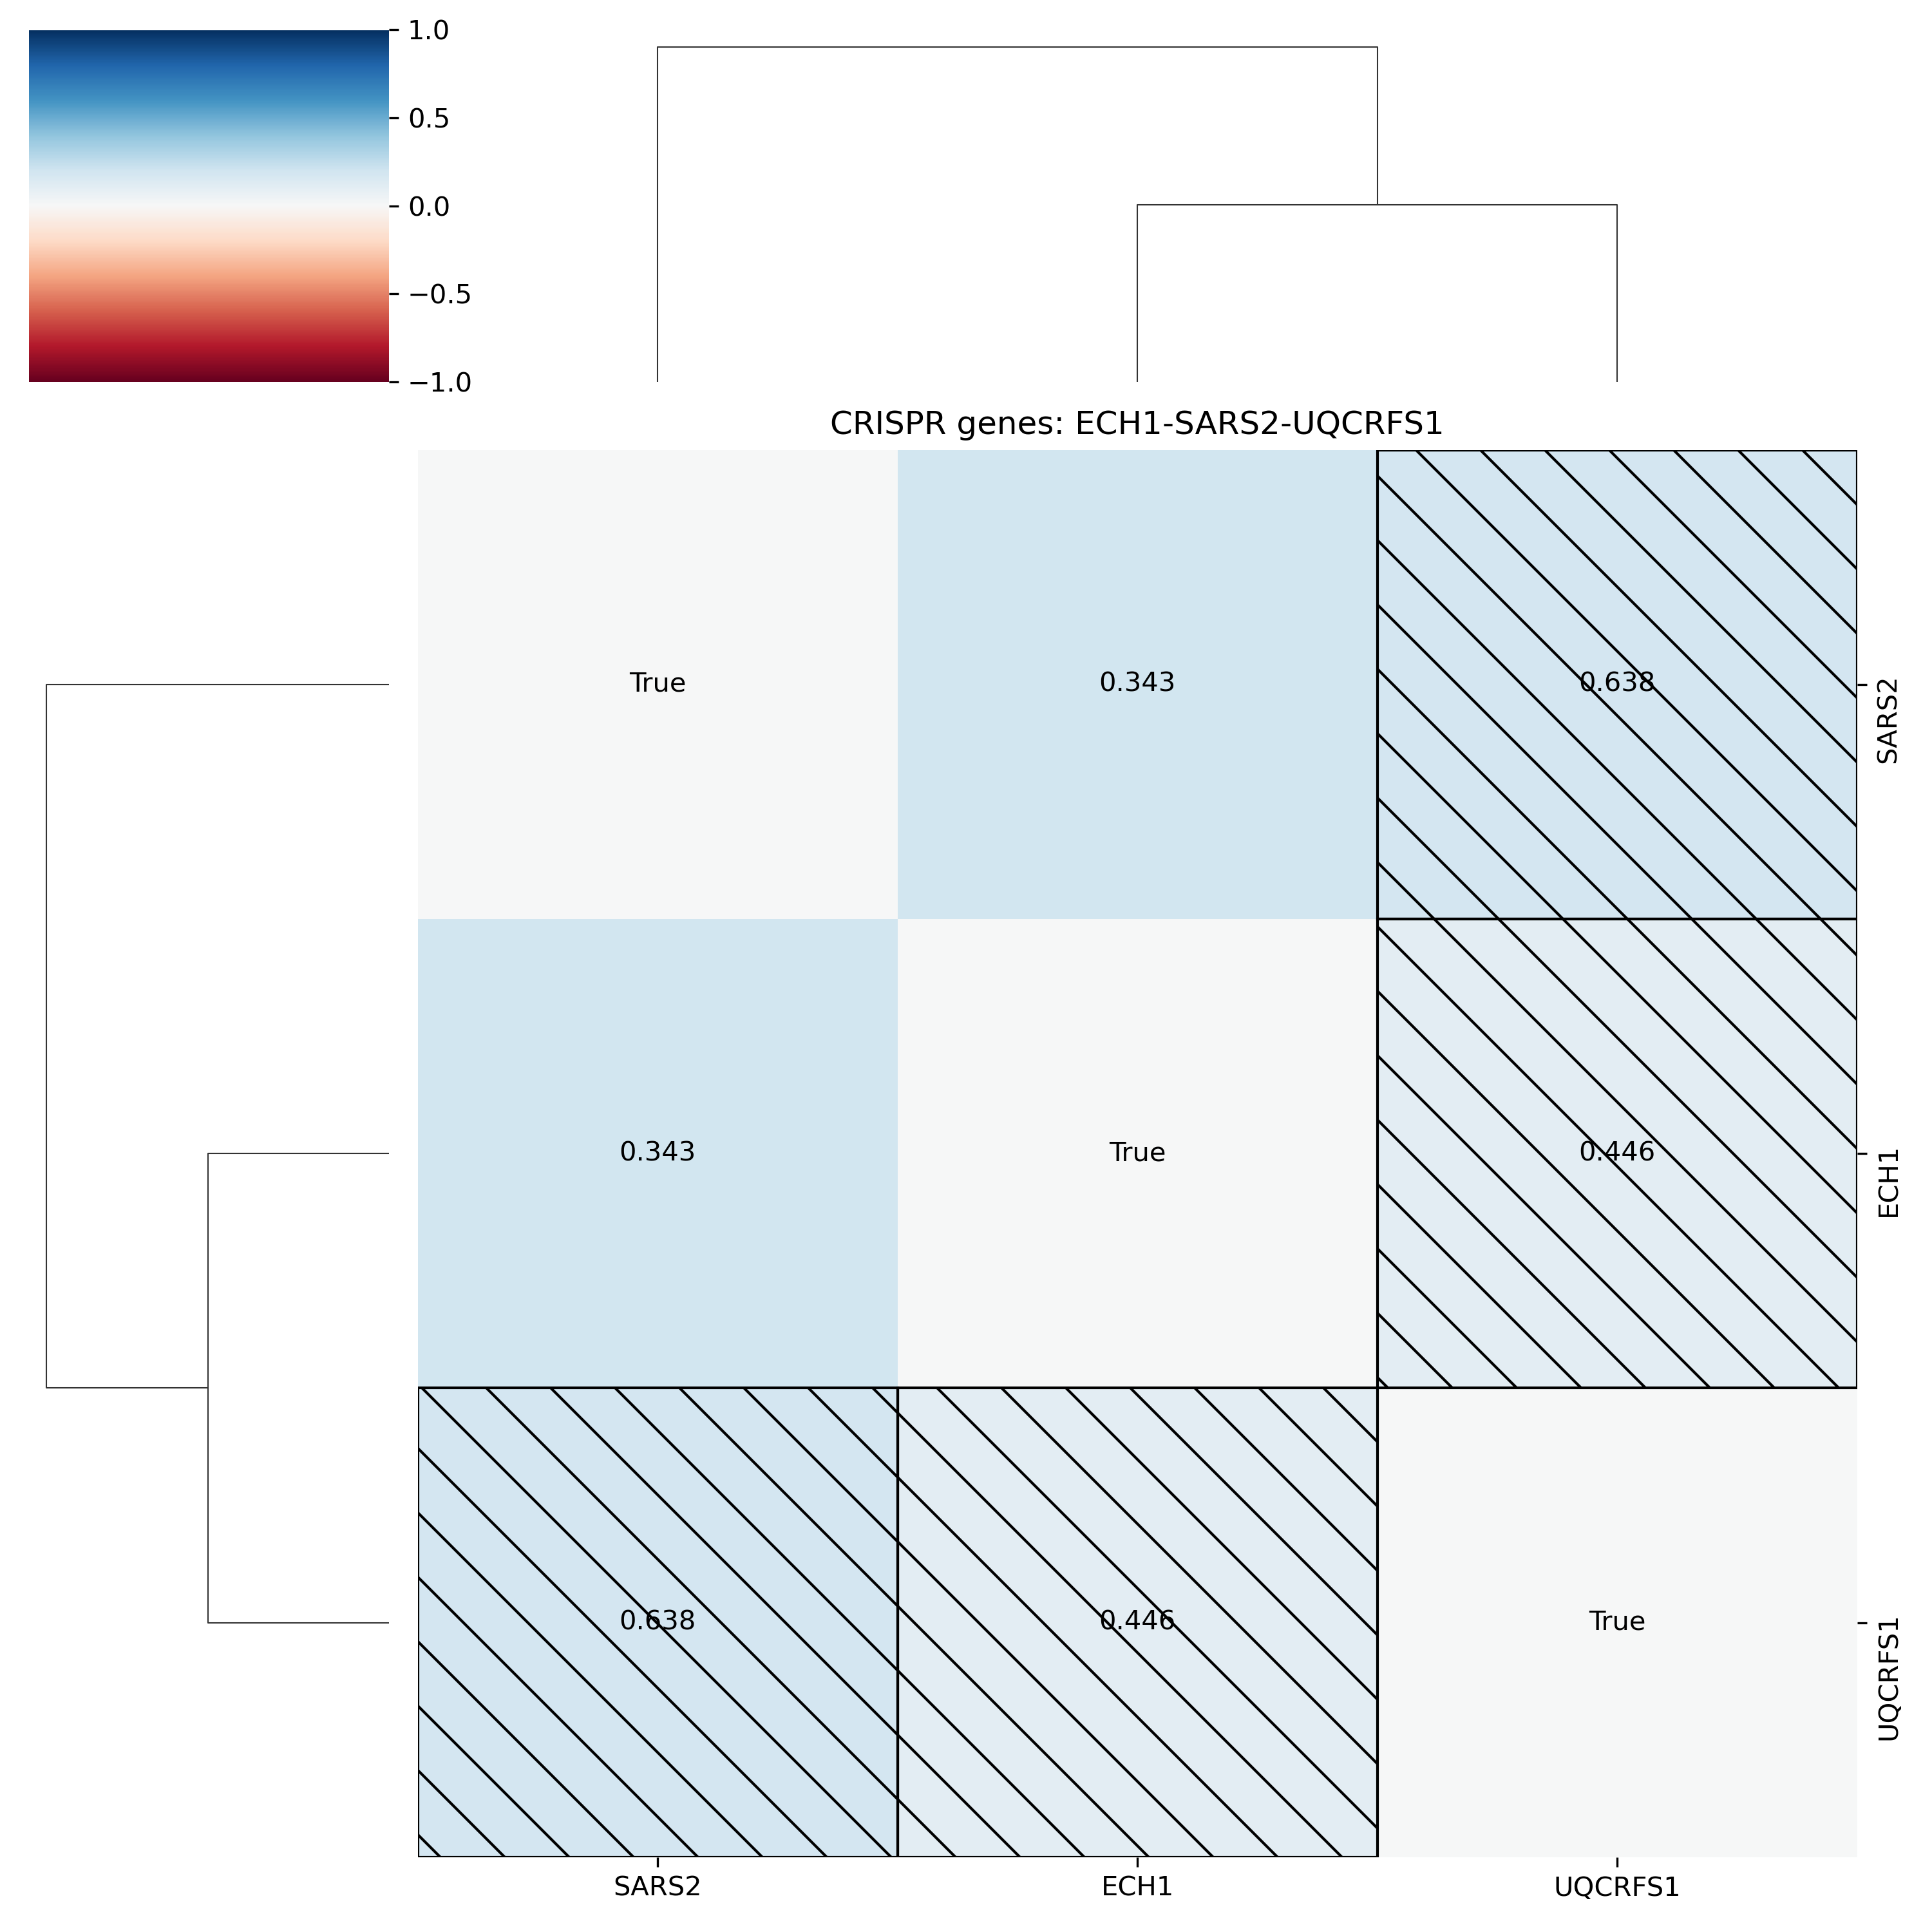 1.0
0.5
0.0
−0.5
−1.0
CRISPR genes: ECH1-SARS2-UQCRFS1
True 0.343 0.638 SARS2
0.343 True 0.446 ECH1
0.638 0.446 True UQCRFS1
SARS2 ECH1 UQCRFS1